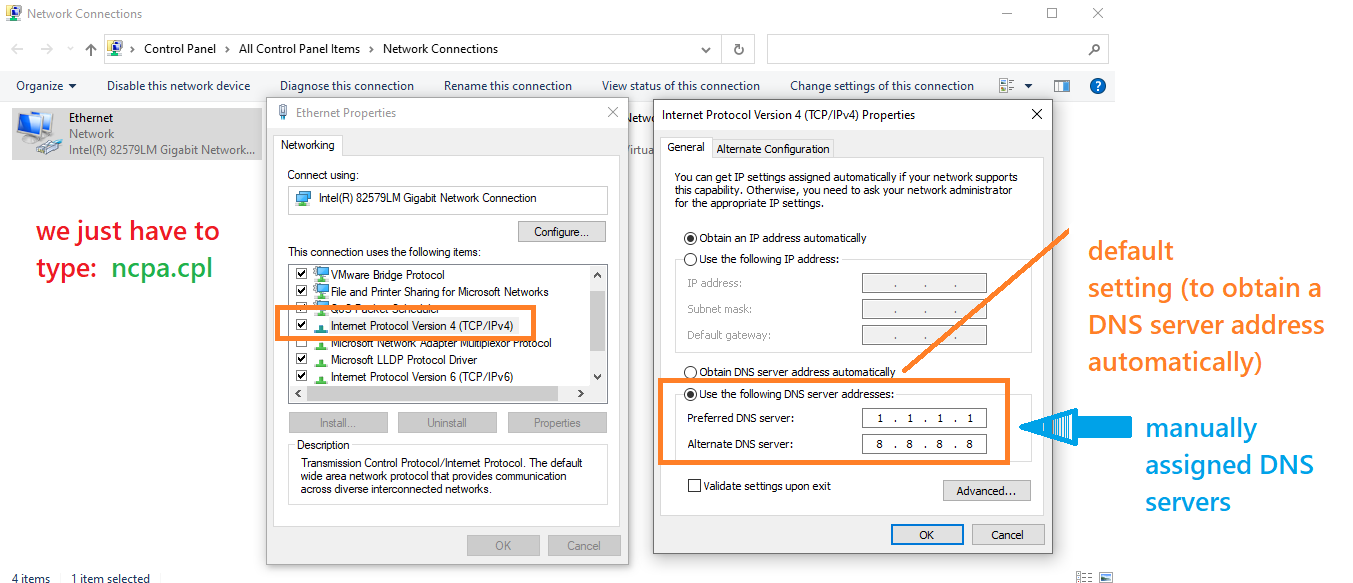 Network Connections
Control Panel > All Control Panel Items > Network Connections
Organize
Disable this network device
Diagnose this connection
Rename this connection
View status of this connection
Change settings of this connection
Ethernet
Network
Intel(R) 82579LM Gigabit Network...
we just have to
type: ncpa.cpl
Ethernet Properties
Networking
Connect using:
Intel(R) 82579LM Gigabit Network Connection
Configure...
This connection uses the following items:
VMware Bridge Protocol
File and Printer Sharing for Microsoft Networks
QoS Packet Scheduler
Internet Protocol Version 4 (TCP/IPv4)
Microsoft Network Adapter Multiplexor Protocol
Microsoft LLDP Protocol Driver
Internet Protocol Version 6 (TCP/IPv6)
Install...
Uninstall
Properties
Description
Transmission Control Protocol/Internet Protocol. The default
wide area network protocol that provides communication
across diverse interconnected networks.
OK
Cancel
Internet Protocol Version 4 (TCP/IPv4) Properties
General
Alternate Configuration
You can get IP settings assigned automatically if your network supports
this capability. Otherwise, you need to ask your network administrator
for the appropriate IP settings.
Obtain an IP address automatically
Use the following IP address:
IP address:
Subnet mask:
Default gateway:
Obtain DNS server address automatically
Use the following DNS server addresses:
Preferred DNS server: 1 . 1 . 1 . 1
Alternate DNS server: 8 . 8 . 8 . 8
Validate settings upon exit
Advanced...
OK
Cancel
default
setting (to obtain a
DNS server address
automatically)
manually
assigned DNS
servers
4 items
1 item selected